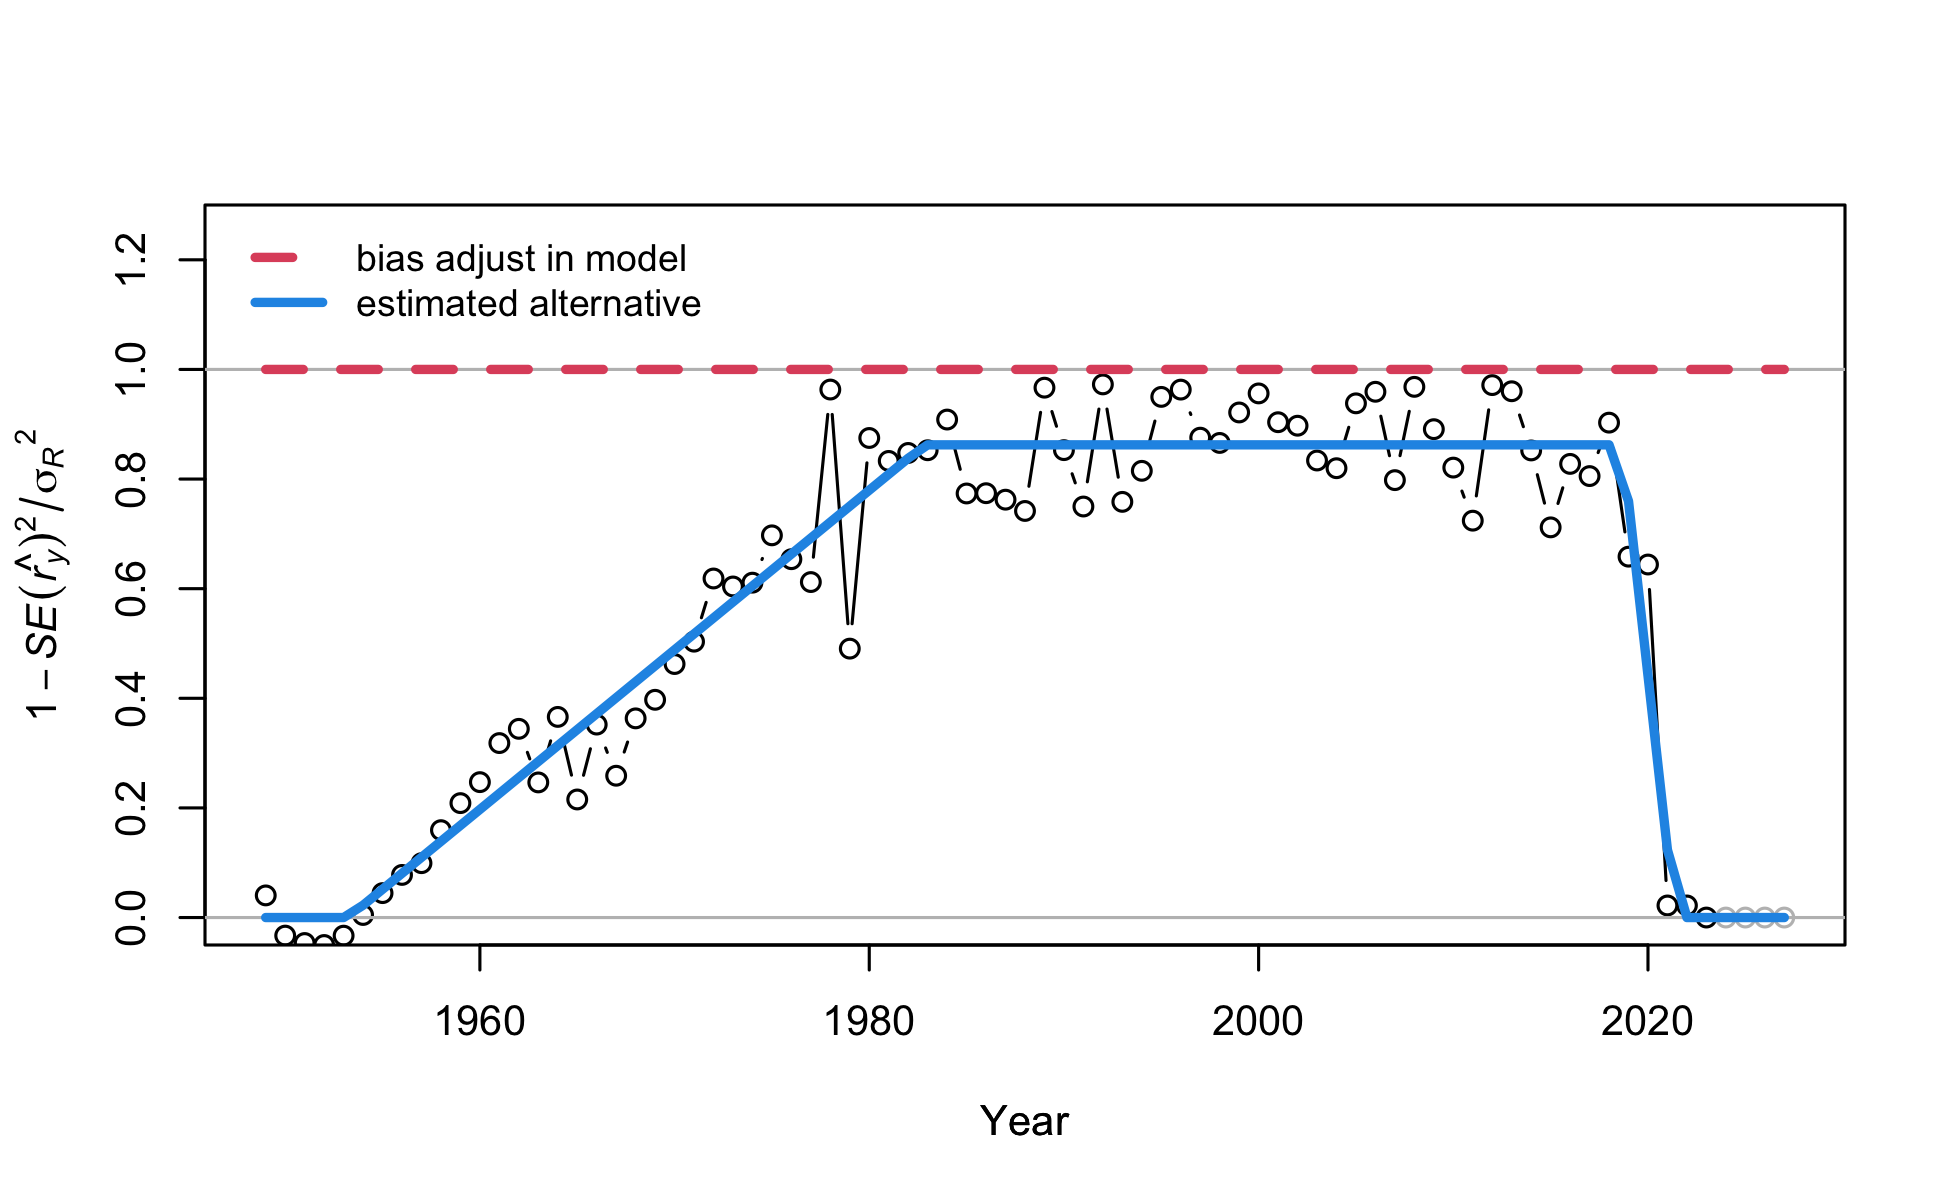 bias adjust in model
estimated alternative
1 − SE(r̂y)²/σR²
1.2
1.0
0.8
0.6
0.4
0.2
0.0
1960 1980 2000 2020
Year